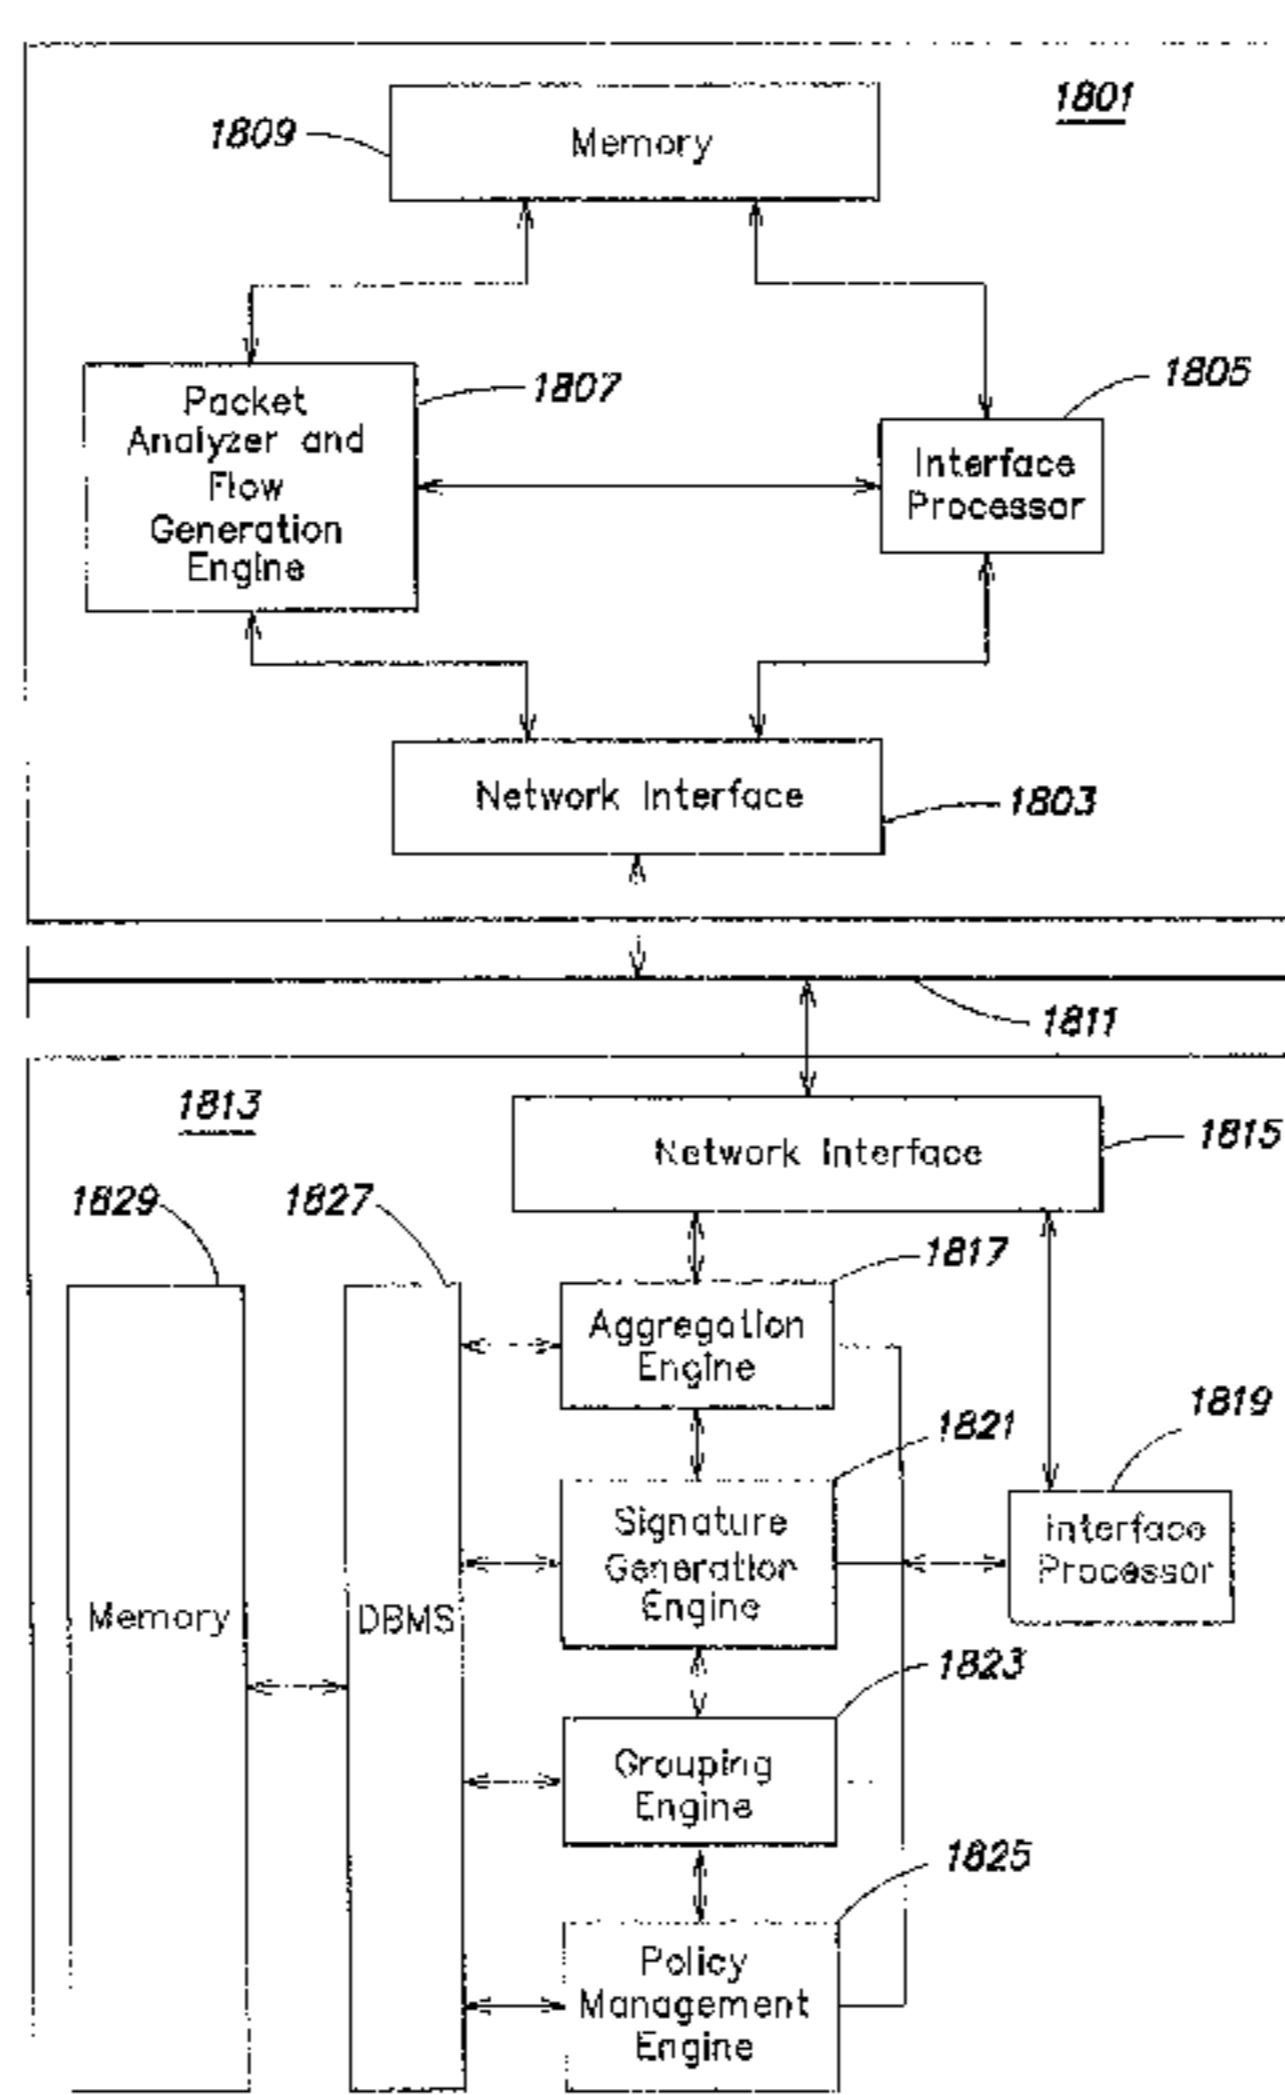 1801
1809
Memory
1807
1805
Packet
Analyzer and
Flow
Generation
Engine
Interface
Processor
Network Interface
1803
1811
1813
Network Interface
1815
1829
1827
1817
Aggregation
Engine
1819
1821
Signature
Generation
Engine
Interface
Processor
Memory
DBMS
1823
Grouping
Engine
1825
Policy
Management
Engine